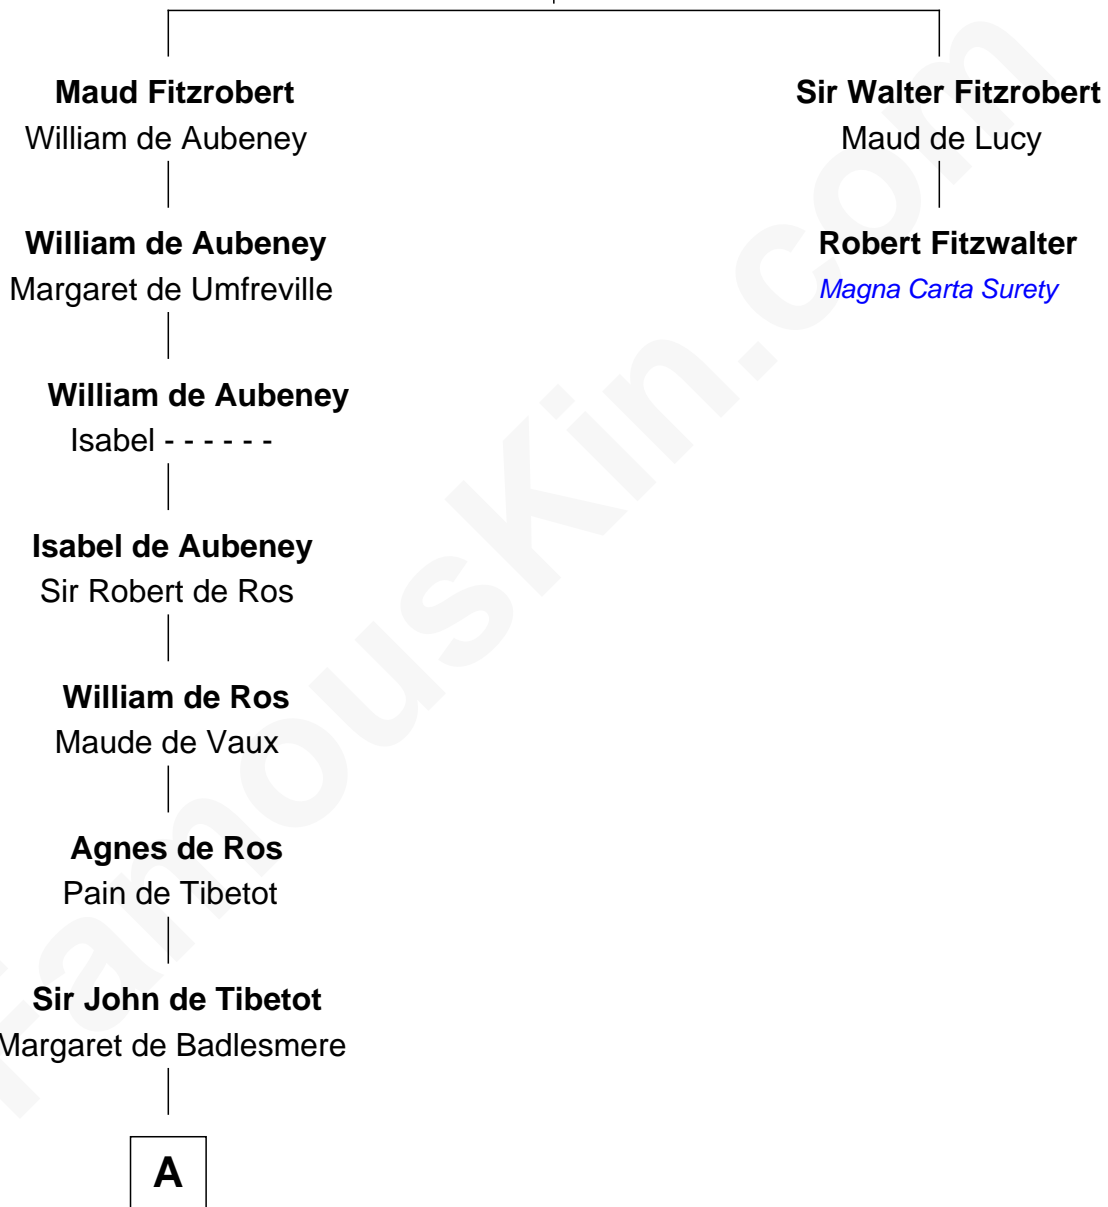 Maud Fitzrobert
William de Aubeney
Sir Walter Fitzrobert
Maud de Lucy
William de Aubeney
Margaret de Umfreville
Robert Fitzwalter
Magna Carta Surety
William de Aubeney
Isabel - - - - - -
Isabel de Aubeney
Sir Robert de Ros
William de Ros
Maude de Vaux
Agnes de Ros
Pain de Tibetot
Sir John de Tibetot
Margaret de Badlesmere
A
FamousKin.com